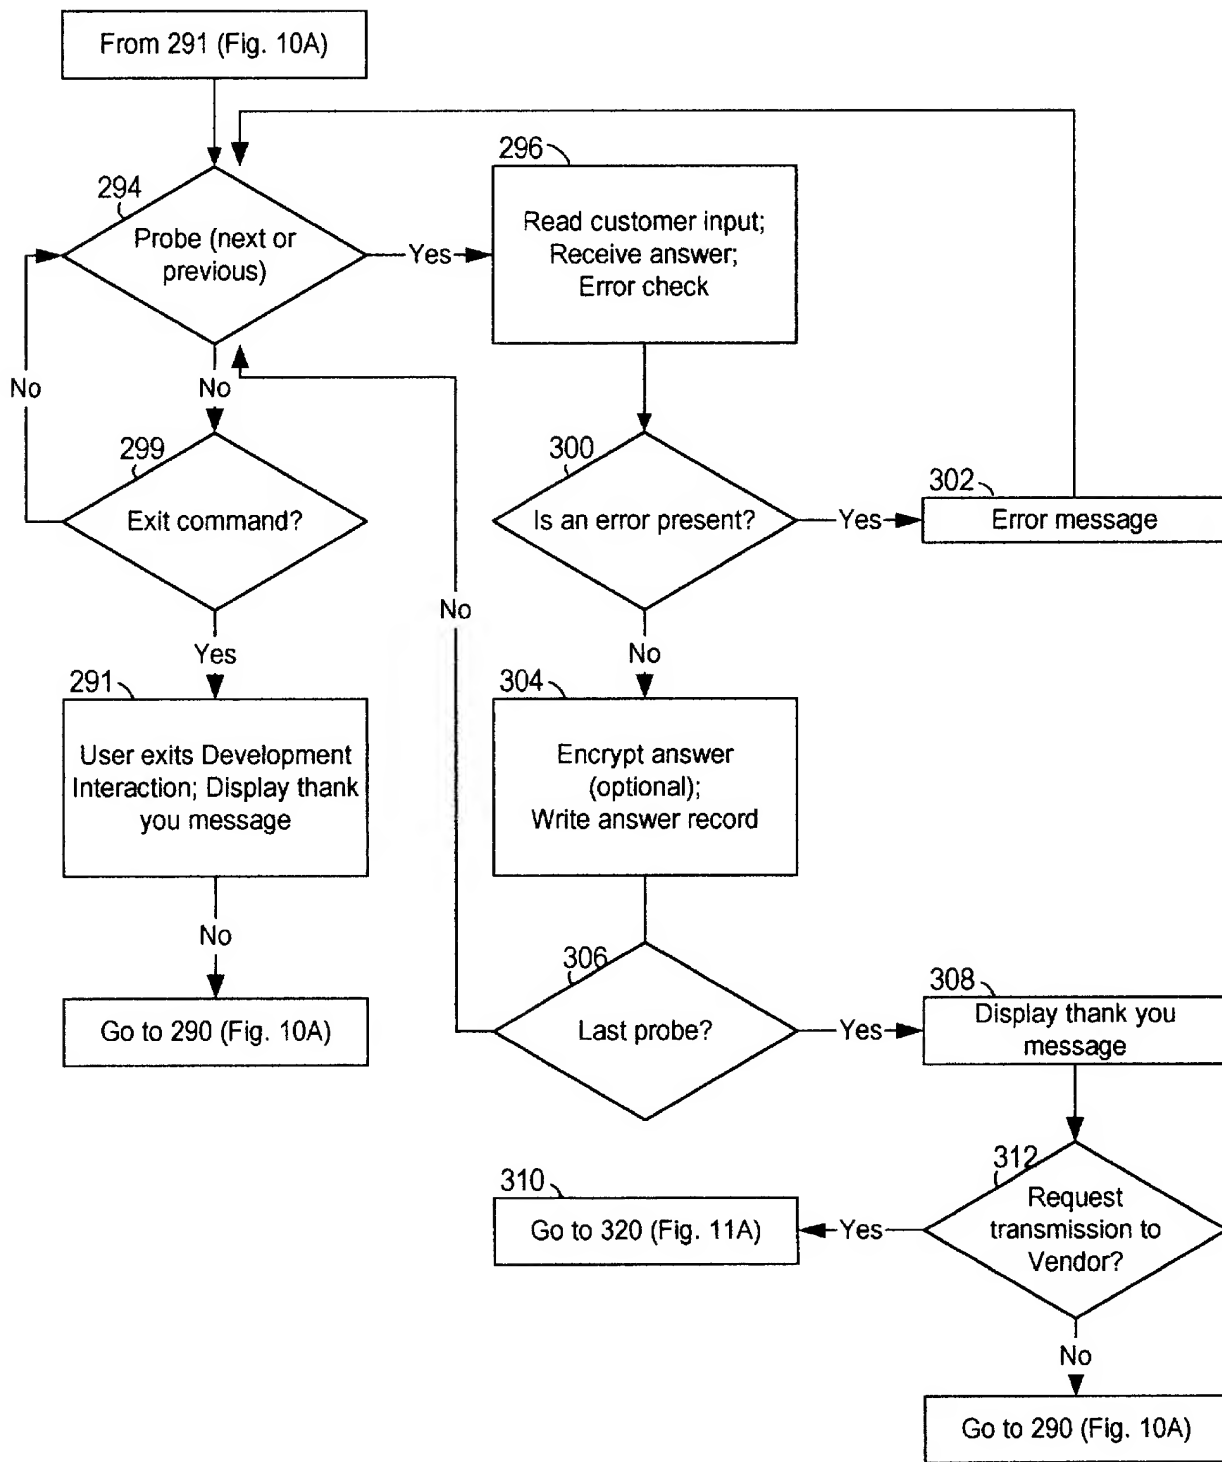 From 291 (Fig. 10A)
294
Probe (next or
previous)
Yes
296
Read customer input;
Receive answer;
Error check
No
No
299
Exit command?
300
Is an error present?
Yes
302
Error message
No
Yes
No
291
User exits Development
Interaction; Display thank
you message
304
Encrypt answer
(optional);
Write answer record
No
Go to 290 (Fig. 10A)
306
Last probe?
Yes
308
Display thank you
message
312
Request
transmission to
Vendor?
Yes
310
Go to 320 (Fig. 11A)
No
Go to 290 (Fig. 10A)